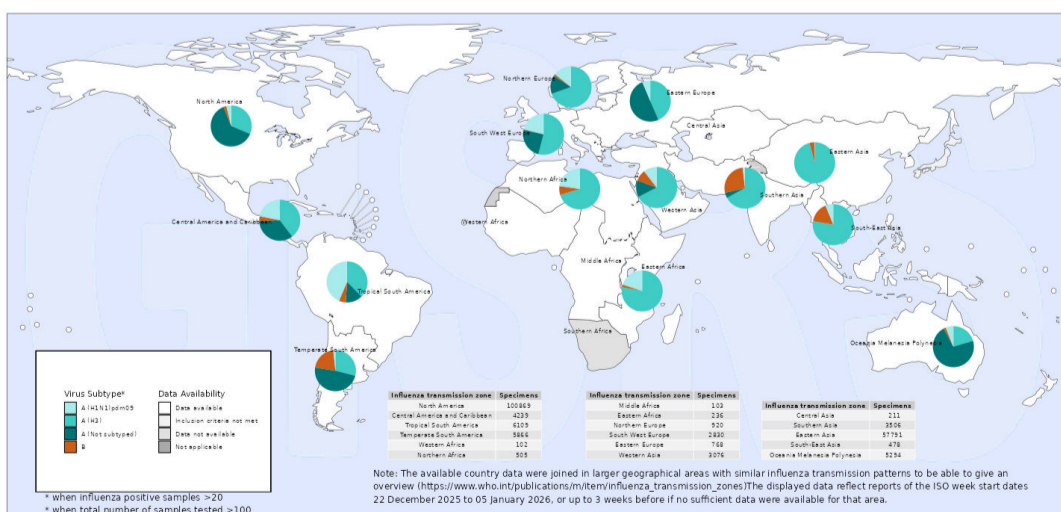 Northern Europe
Eastern Europe
North America
South West Europe
Central Asia
Eastern Asia
Northern Africa
Southern Asia
Western Asia
Central America and Caribbean
Western Africa
South-East Asia
Middle Africa
Eastern Africa
Tropical South America
Southern Africa
Oceania Melanesia Polynesia
Temperate South America
Virus Subtype* Data Availability
A(H1N1)pdm09 Data available
A(H3) Inclusion criteria not met
A(Not subtyped) Data not available
B Not applicable
* when influenza positive samples >20
* when total number of samples tested >100
Influenza transmission zone Specimens
North America 100869
Central America and Caribbean 4239
Tropical South America 6109
Temperate South America 5866
Western Africa 102
Northern Africa 505
Influenza transmission zone Specimens
Middle Africa 103
Eastern Africa 236
Northern Europe 920
South West Europe 2830
Eastern Europe 768
Western Asia 3076
Influenza transmission zone Specimens
Central Asia 211
Southern Asia 3506
Eastern Asia 57791
South-East Asia 478
Oceania Melanesia Polynesia 5254
Note: The available country data were joined in larger geographical areas with similar influenza transmission patterns to be able to give an
overview (https://www.who.int/publications/m/item/influenza_transmission_zones)The displayed data reflect reports of the ISO week start dates
22 December 2025 to 05 January 2026, or up to 3 weeks before if no sufficient data were available for that area.